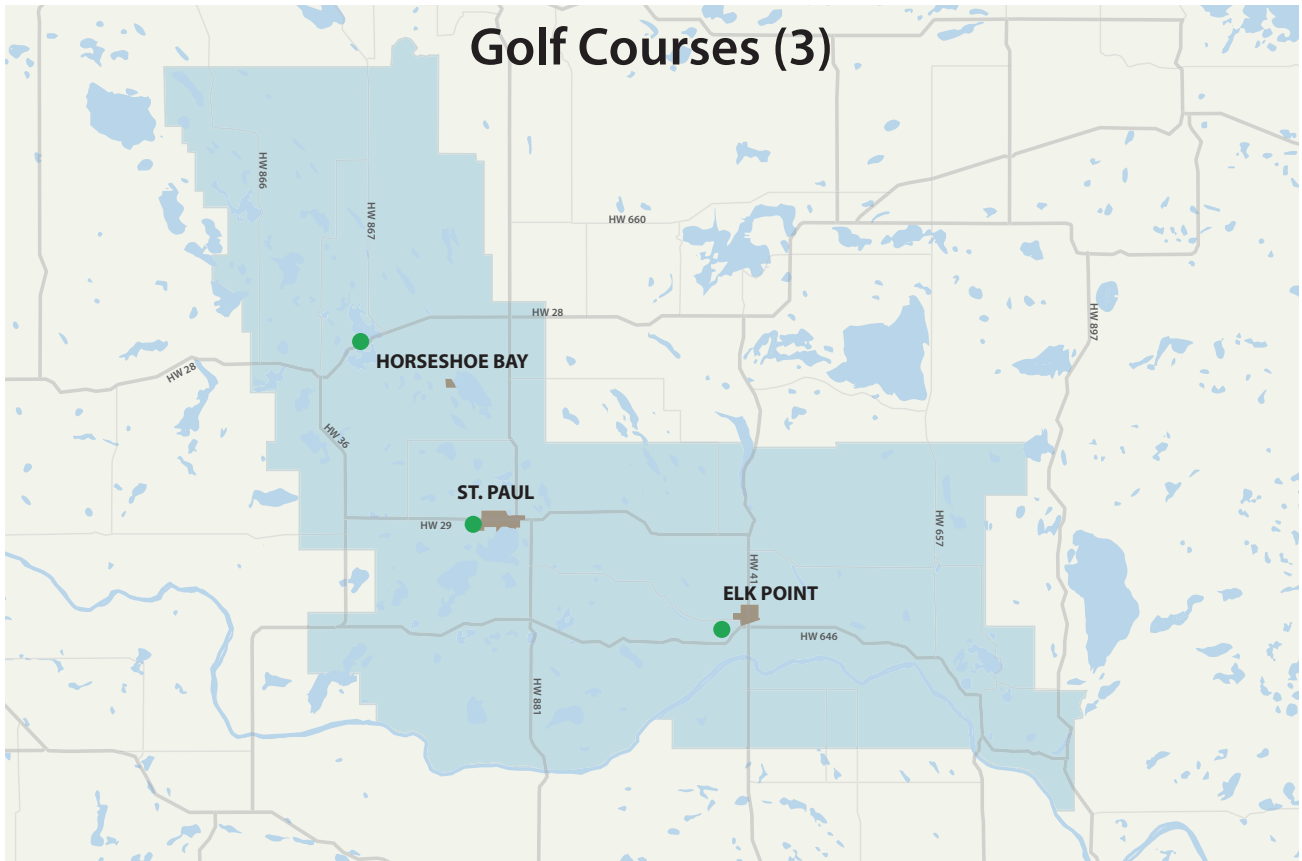 Golf Courses (3)
HW 866
HW 867
HW 660
HW 28
HW 897
HORSESHOE BAY
HW 28
HW 36
ST. PAUL
HW 29
HW 657
HW 41
ELK POINT
HW 646
HW 881